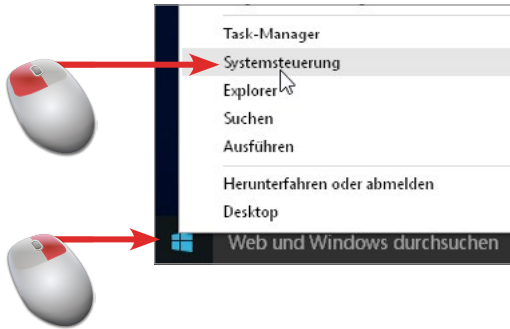 Task-Manager
Systemsteuerung
Explorer
Suchen
Ausführen
Herunterfahren oder abmelden
Desktop
Web und Windows durchsuchen